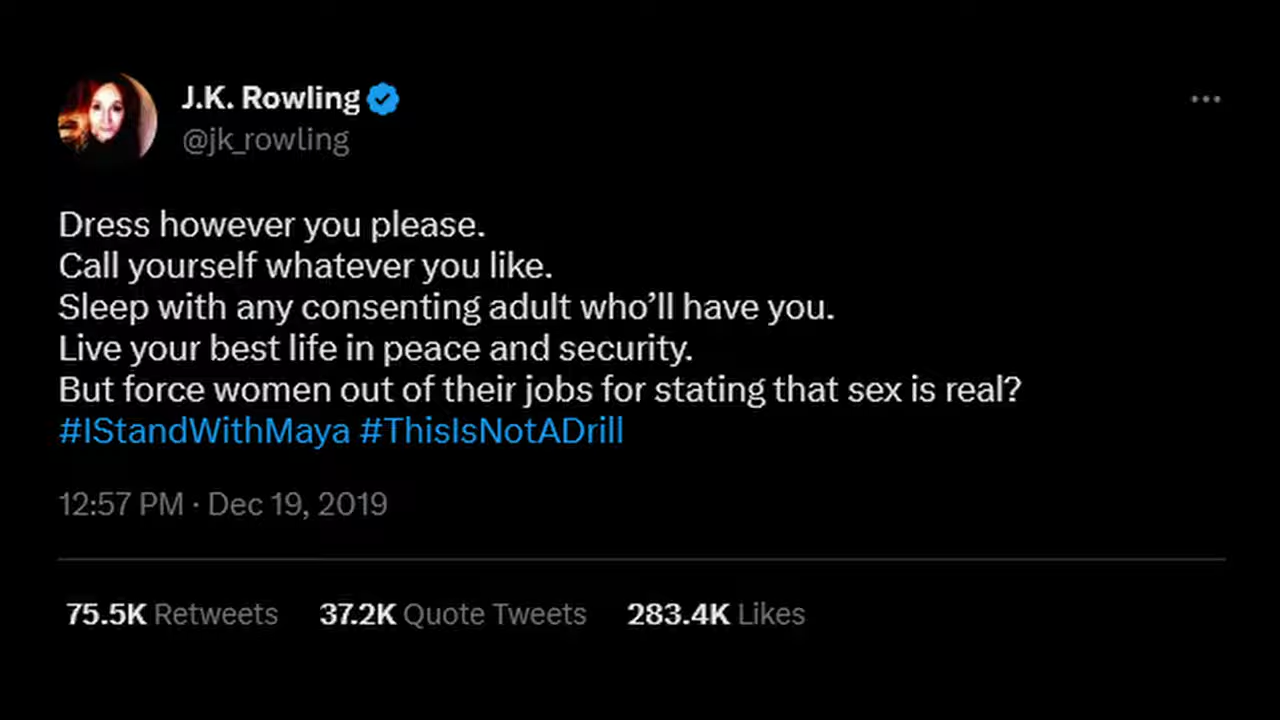 J.K. Rowling
@jk_rowling
Dress however you please.
Call yourself whatever you like.
Sleep with any consenting adult who’ll have you.
Live your best life in peace and security.
But force women out of their jobs for stating that sex is real?
#IStandWithMaya #ThisIsNotADrill
12:57 PM · Dec 19, 2019
75.5K Retweets 37.2K Quote Tweets 283.4K Likes